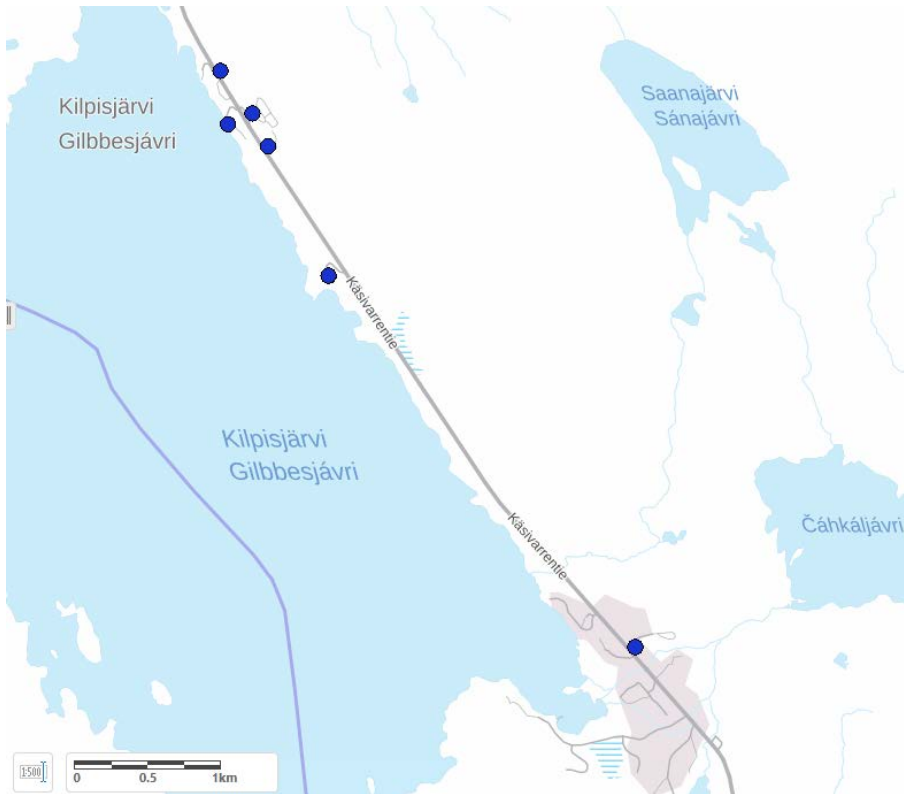 Kilpisjärvi
Gilbbesjávri
Saanajärvi
Sánajávri
Käsivarrentie
Kilpisjärvi
Gilbbesjávri
Käsivarrentie
Čáhkáljávri
1:500
0 0.5 1km